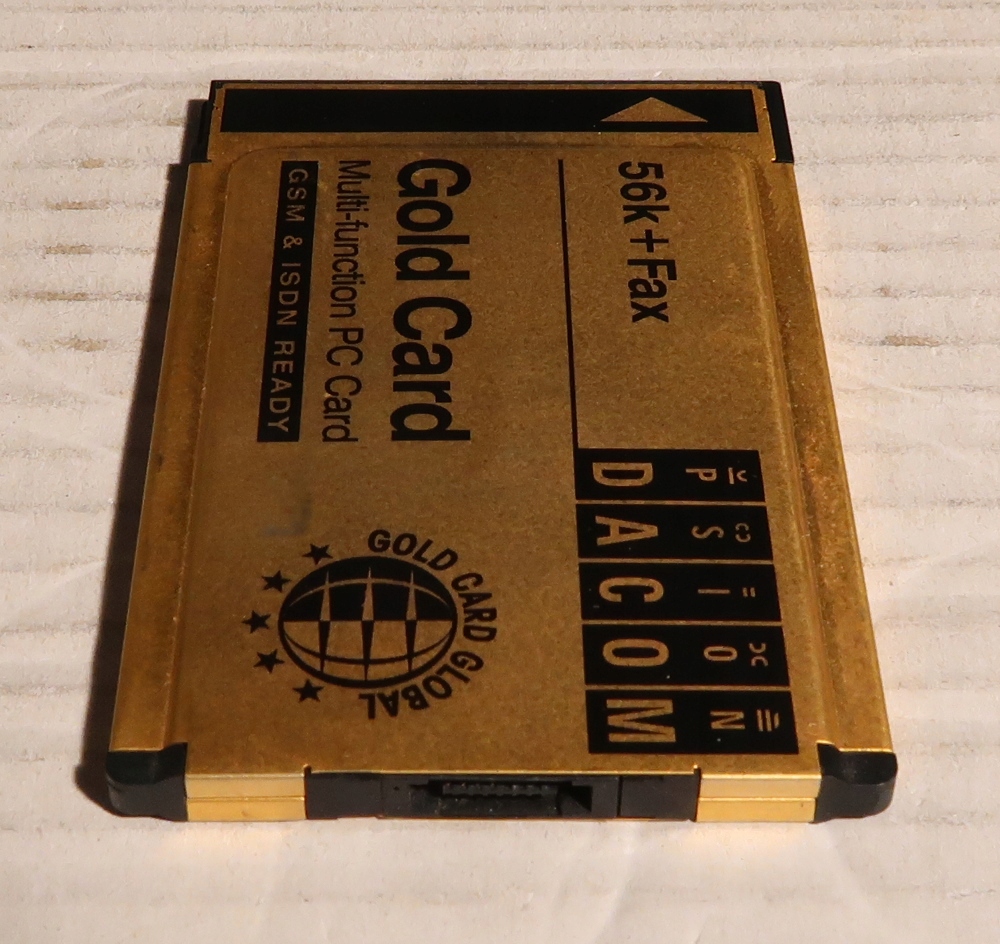 56k+Fax
PSION
DACOM
Gold Card
Multi-function PC Card
GSM & ISDN READY
GOLD CARD GLOBAL